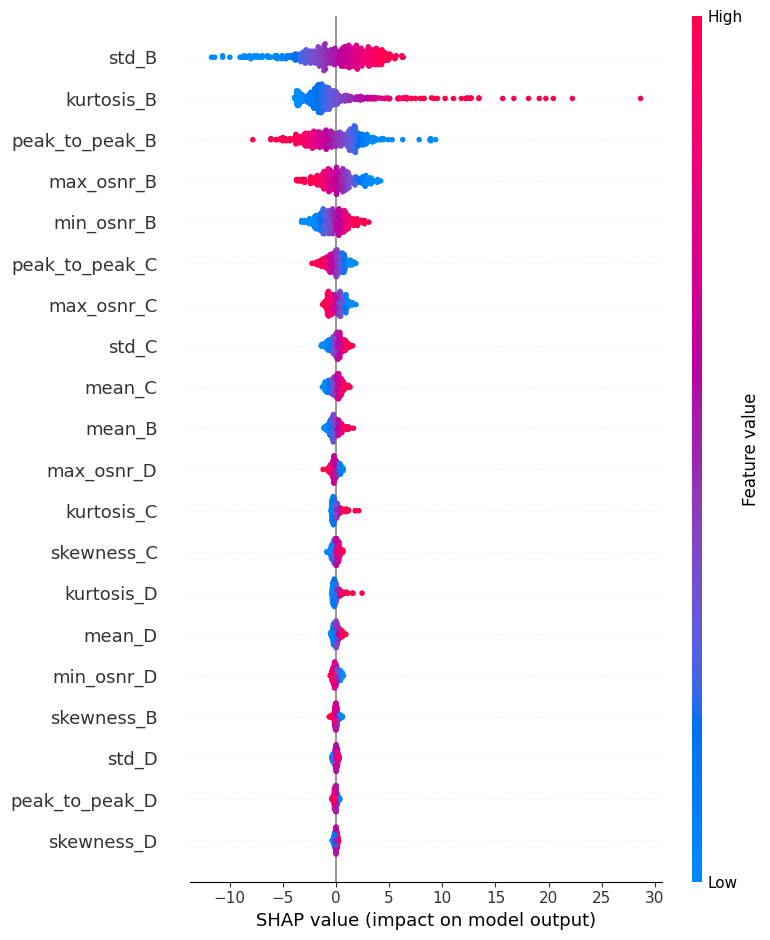 High
std_B
kurtosis_B
peak_to_peak_B
max_osnr_B
min_osnr_B
peak_to_peak_C
max_osnr_C
std_C
mean_C
mean_B
max_osnr_D
kurtosis_C
skewness_C
kurtosis_D
mean_D
min_osnr_D
skewness_B
std_D
peak_to_peak_D
skewness_D
Feature value
Low
−10 −5 0 5 10 15 20 25 30
SHAP value (impact on model output)